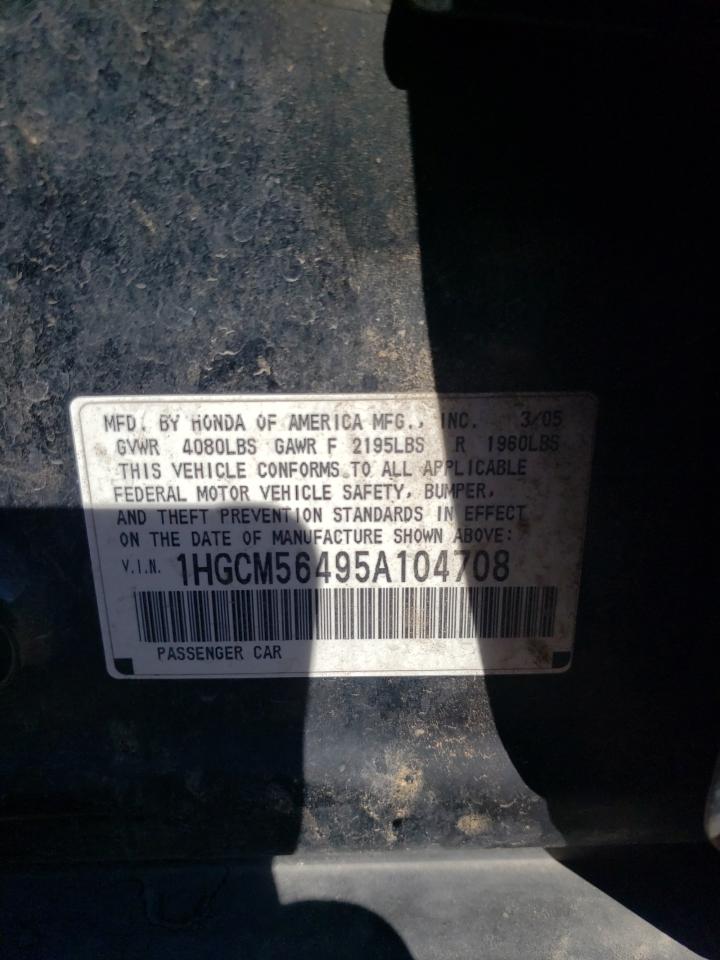 MFD. BY HONDA OF AMERICA MFG., INC. 3/05
GVWR 4080LBS GAWR F 2195LBS R 1960LBS
THIS VEHICLE CONFORMS TO ALL APPLICABLE
FEDERAL MOTOR VEHICLE SAFETY, BUMPER,
AND THEFT PREVENTION STANDARDS IN EFFECT
ON THE DATE OF MANUFACTURE SHOWN ABOVE:
V.I.N. 1HGCM56495A104708
PASSENGER CAR